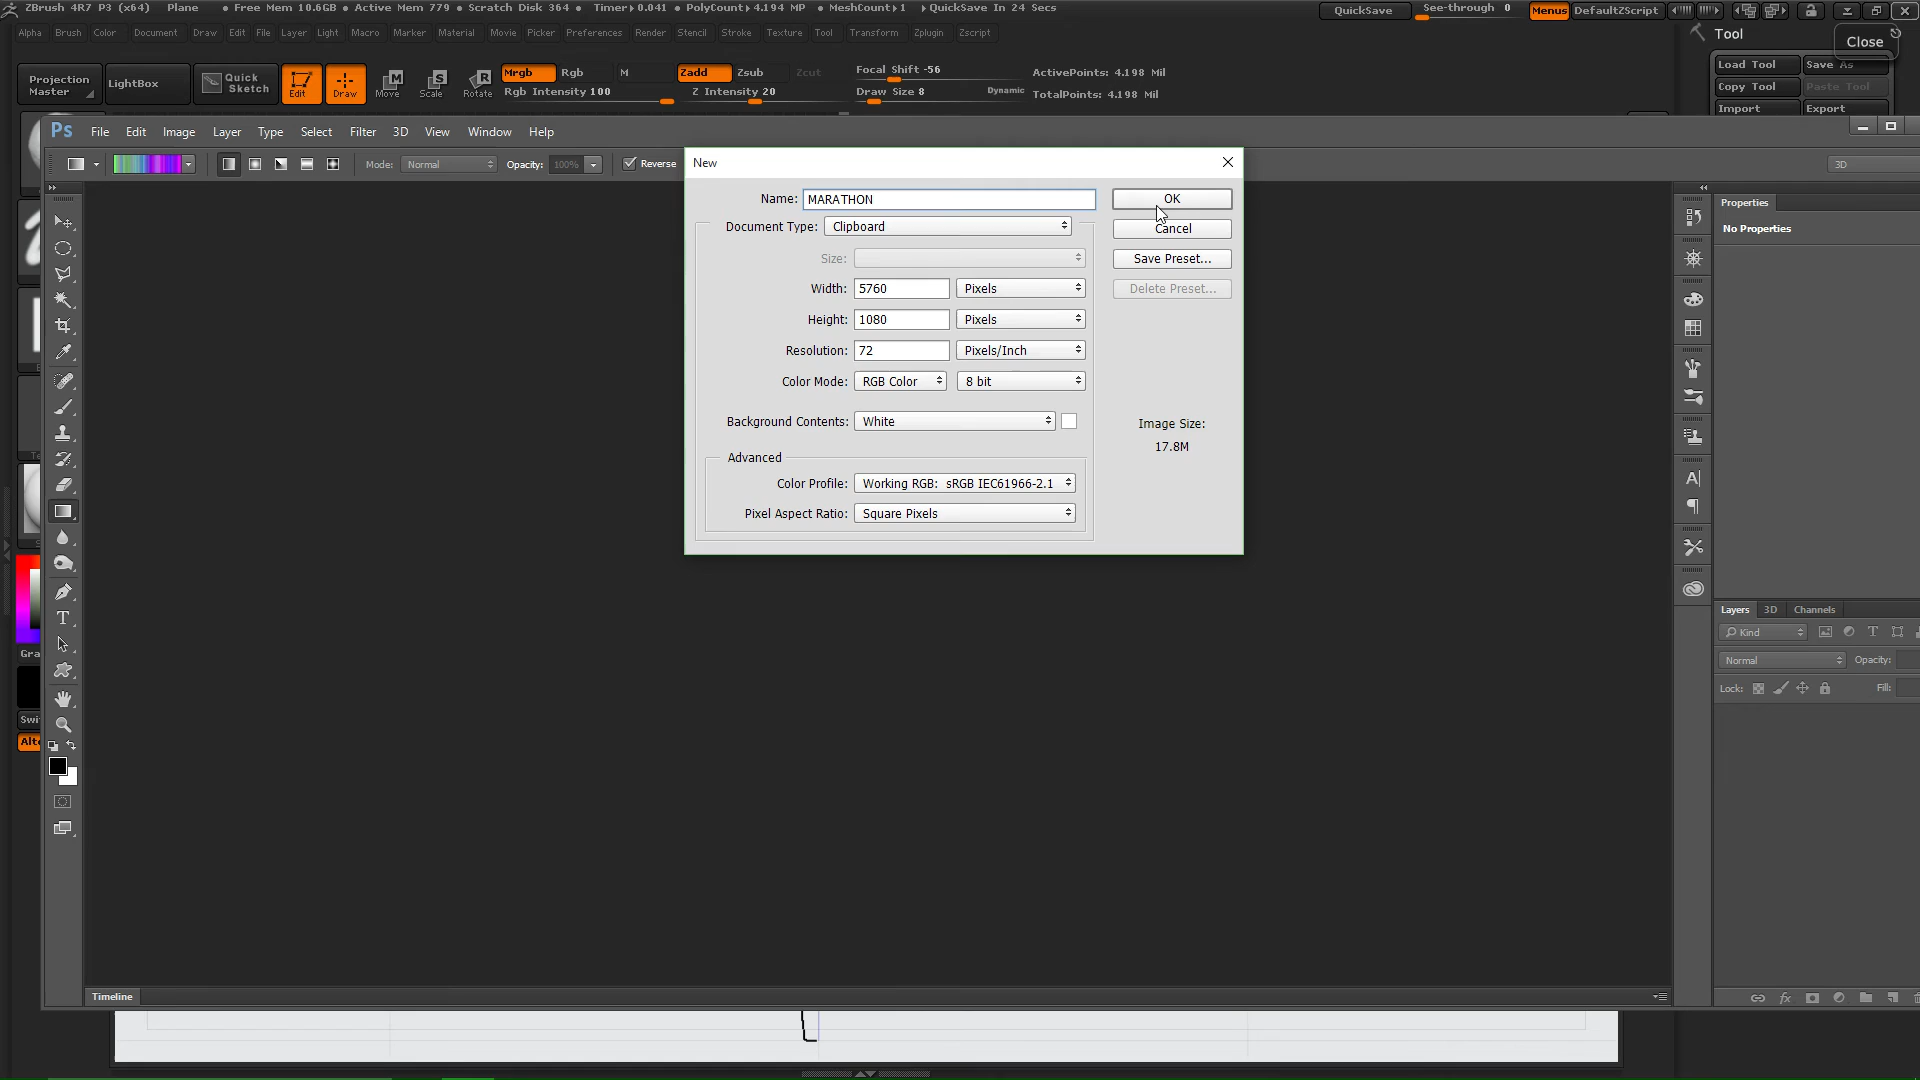 ZBrush 4R7 P3 (x64) Plane • Free Mem 10.6GB • Active Mem 779 • Scratch Disk 364 • Timer▸0.041 • PolyCount▸4.194 MP • MeshCount▸1 ▸QuickSave In 24 Secs QuickSave See-through 0 Menus DefaultZScript
Alpha Brush Color Document Draw Edit File Layer Light Macro Marker Material Movie Picker Preferences Render Stencil Stroke Texture Tool Transform Zplugin Zscript
Tool
Close
Projection Master
LightBox
Quick Sketch
Edit
Draw
Move
Scale
Rotate
Mrgb Rgb M
Rgb Intensity 100
Zadd Zsub Zcut
Z Intensity 20
Focal Shift -56
Draw Size 8 Dynamic
ActivePoints: 4.198 Mil
TotalPoints: 4.198 Mil
Load Tool Save As
Copy Tool Paste Tool
Import Export
Ps File Edit Image Layer Type Select Filter 3D View Window Help
Mode: Normal Opacity: 100% Reverse 3D
New
Name: MARATHON OK
Document Type: Clipboard Cancel
Size: Save Preset...
Width: 5760 Pixels Delete Preset...
Height: 1080 Pixels
Resolution: 72 Pixels/Inch
Color Mode: RGB Color 8 bit
Background Contents: White
Image Size:
17.8M
Advanced
Color Profile: Working RGB: sRGB IEC61966-2.1
Pixel Aspect Ratio: Square Pixels
Properties
No Properties
Layers 3D Channels
Kind
Normal Opacity:
Lock: Fill:
Gra
Swi
Alte
Timeline